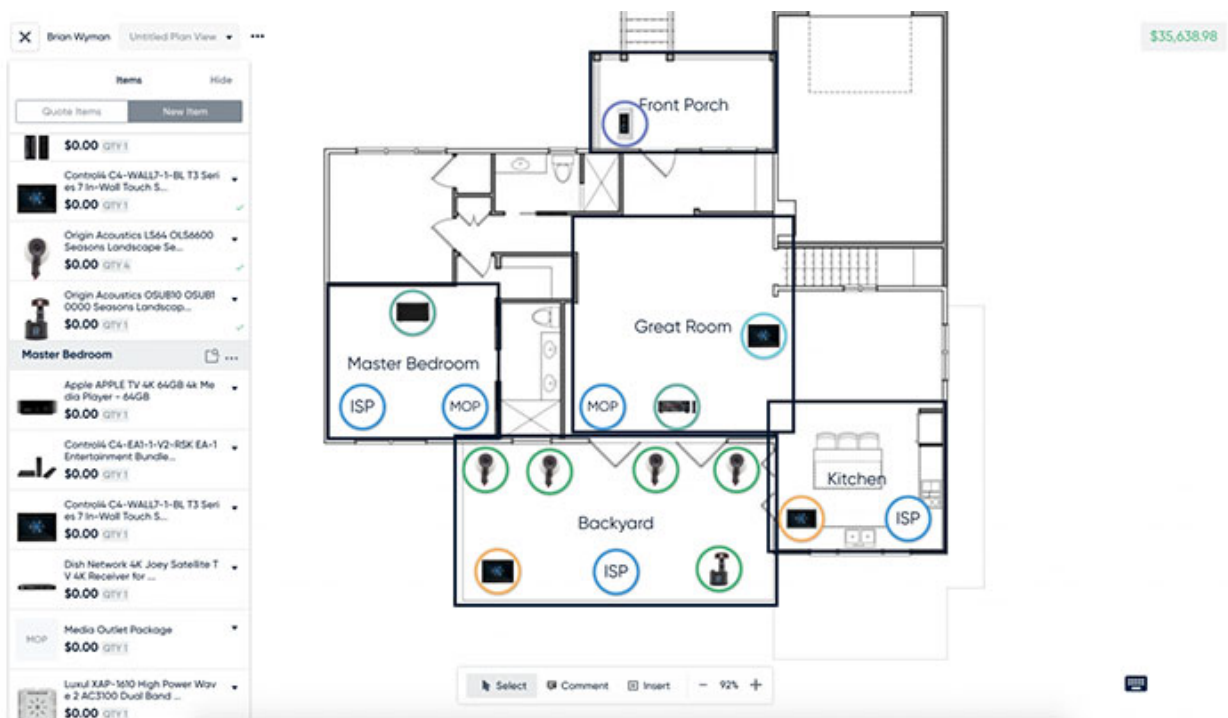 Brian Wyman
Untitled Plan View
$35,638.98
Items
Hide
Quote Items
New Item
$0.00 QTY 1
Control4 C4-WALL7-1-BL T3 Seri
es 7 In-Wall Touch S...
$0.00 QTY 1
Origin Acoustics LS64 OLS6600
Seasons Landscape Se...
$0.00 QTY 4
Origin Acoustics OSUB10 OSUB1
0000 Seasons Landscap...
$0.00 QTY 1
Master Bedroom
Apple APPLE TV 4K 64GB 4k Me
dia Player - 64GB
$0.00 QTY 1
Control4 C4-EA1-1-V2-RSK EA-1
Entertainment Bundle...
$0.00 QTY 1
Control4 C4-WALL7-1-BL T3 Seri
es 7 In-Wall Touch S...
$0.00 QTY 1
Dish Network 4K Joey Satellite T
V 4K Receiver for ...
$0.00 QTY 1
MOP
Media Outlet Package
$0.00 QTY 1
Luxul XAP-1610 High Power Wav
e 2 AC3100 Dual Band ...
$0.00 QTY 1
Front Porch
Great Room
Master Bedroom
ISP
MOP
MOP
Kitchen
ISP
Backyard
ISP
Select
Comment
Insert
− 92% +